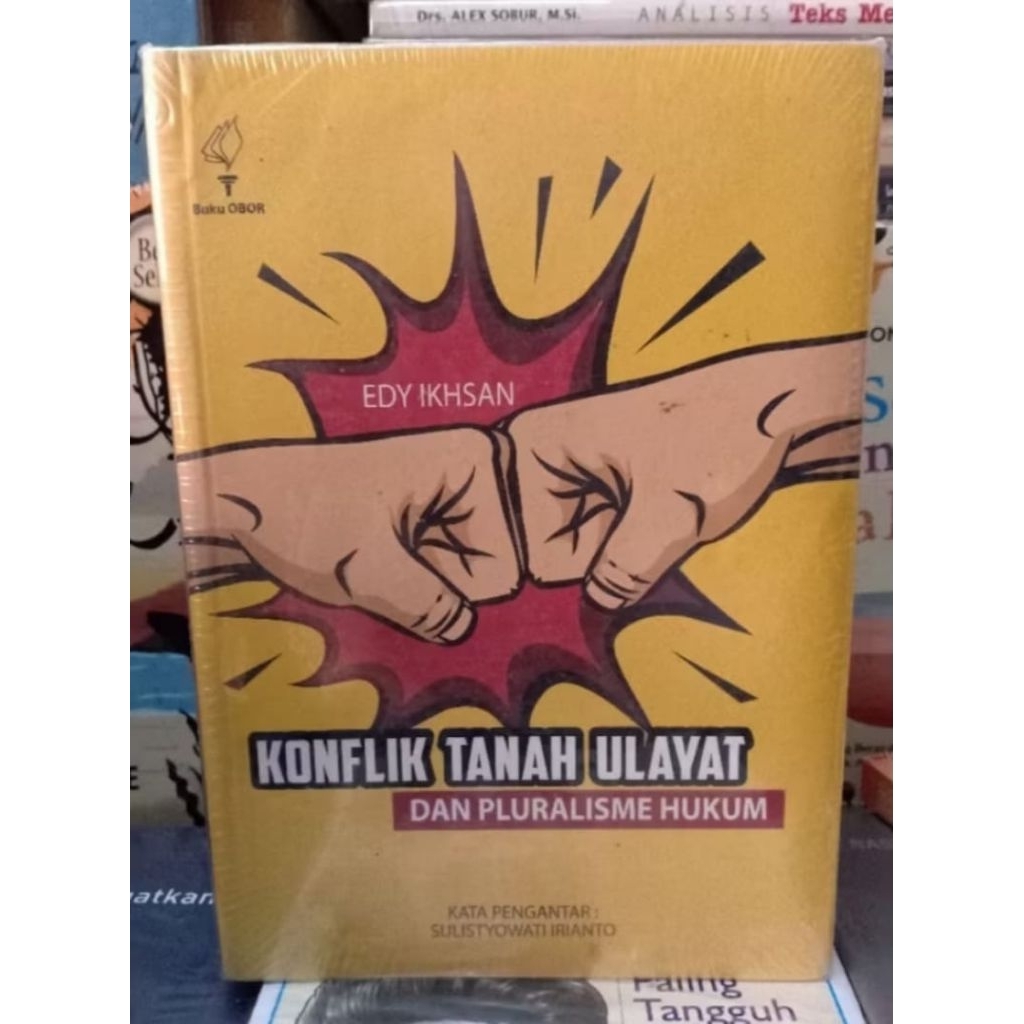 Drs. ALEX SOBUR, M.Si. ANALISIS Teks Me
Buku OBOR
EDY IKHSAN
KONFLIK TANAH ULAYAT
DAN PLURALISME HUKUM
KATA PENGANTAR :
SULISTYOWATI IRIANTO
Paling
Tangguh